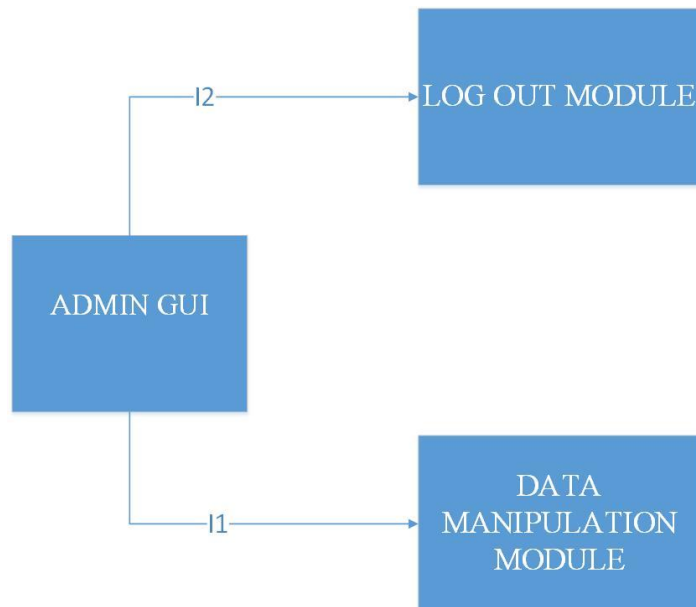 I2
LOG OUT MODULE
ADMIN GUI
I1
DATA
MANIPULATION
MODULE